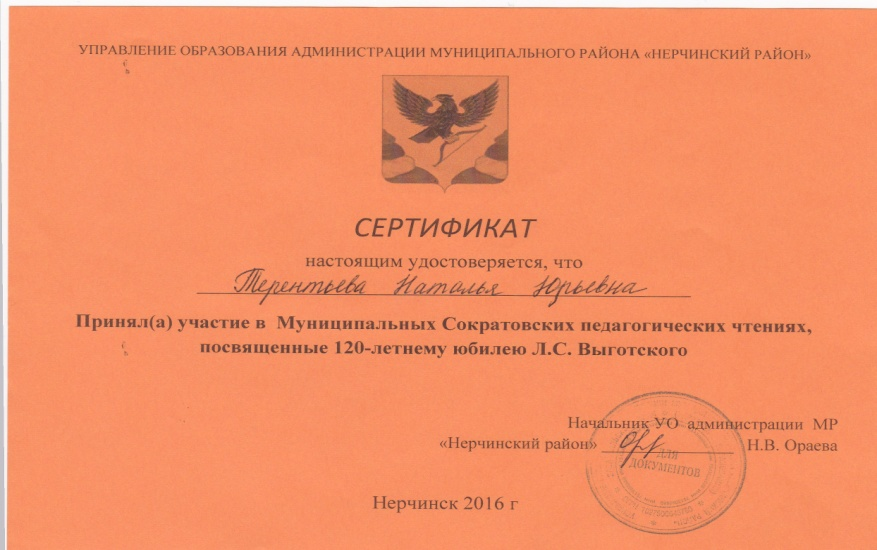 УПРАВЛЕНИЕ ОБРАЗОВАНИЯ АДМИНИСТРАЦИИ МУНИЦИПАЛЬНОГО РАЙОНА «НЕРЧИНСКИЙ РАЙОН»
СЕРТИФИКАТ
настоящим удостоверяется, что
Терентьева Наталья Юрьевна
Принял(а) участие в Муниципальных Сократовских педагогических чтениях,
посвященные 120-летнему юбилею Л.С. Выготского
Начальник УО администрации МР
«Нерчинский район» Н.В. Ораева
ДЛЯ
ДОКУМЕНТОВ
Нерчинск 2016 г